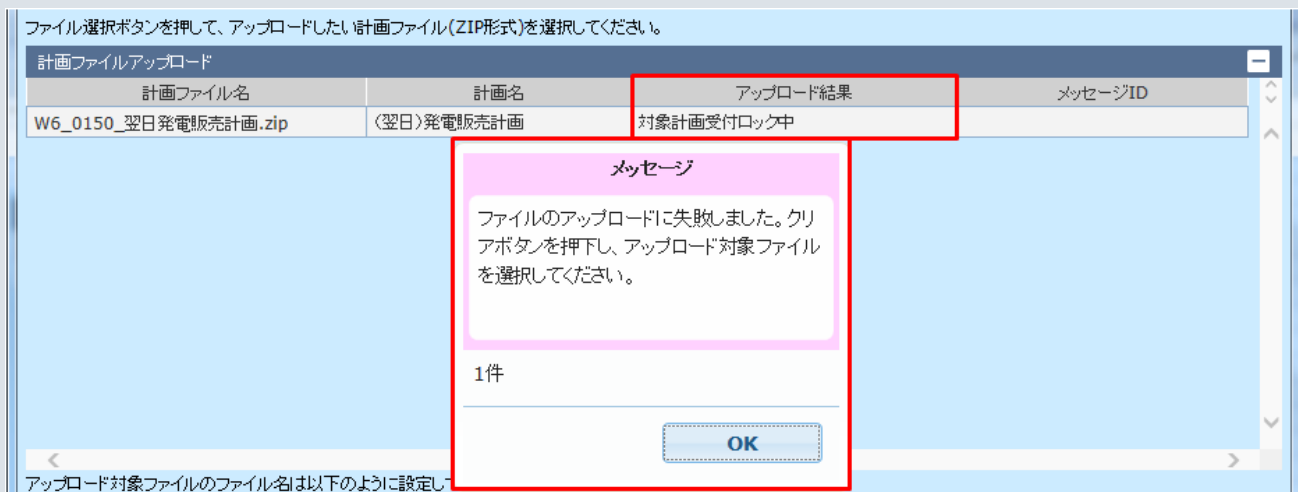 ファイル選択ボタンを押して、アップロードしたい計画ファイル(ZIP形式)を選択してください。
計画ファイルアップロード
計画ファイル名 計画名 アップロード結果 メッセージID
W6_0150_翌日発電販売計画.zip (翌日)発電販売計画 対象計画受付ロック中
メッセージ
ファイルのアップロードに失敗しました。クリ
アボタンを押下し、アップロード対象ファイル
を選択してください。
1件
OK
アップロード対象ファイルのファイル名は以下のように設定し